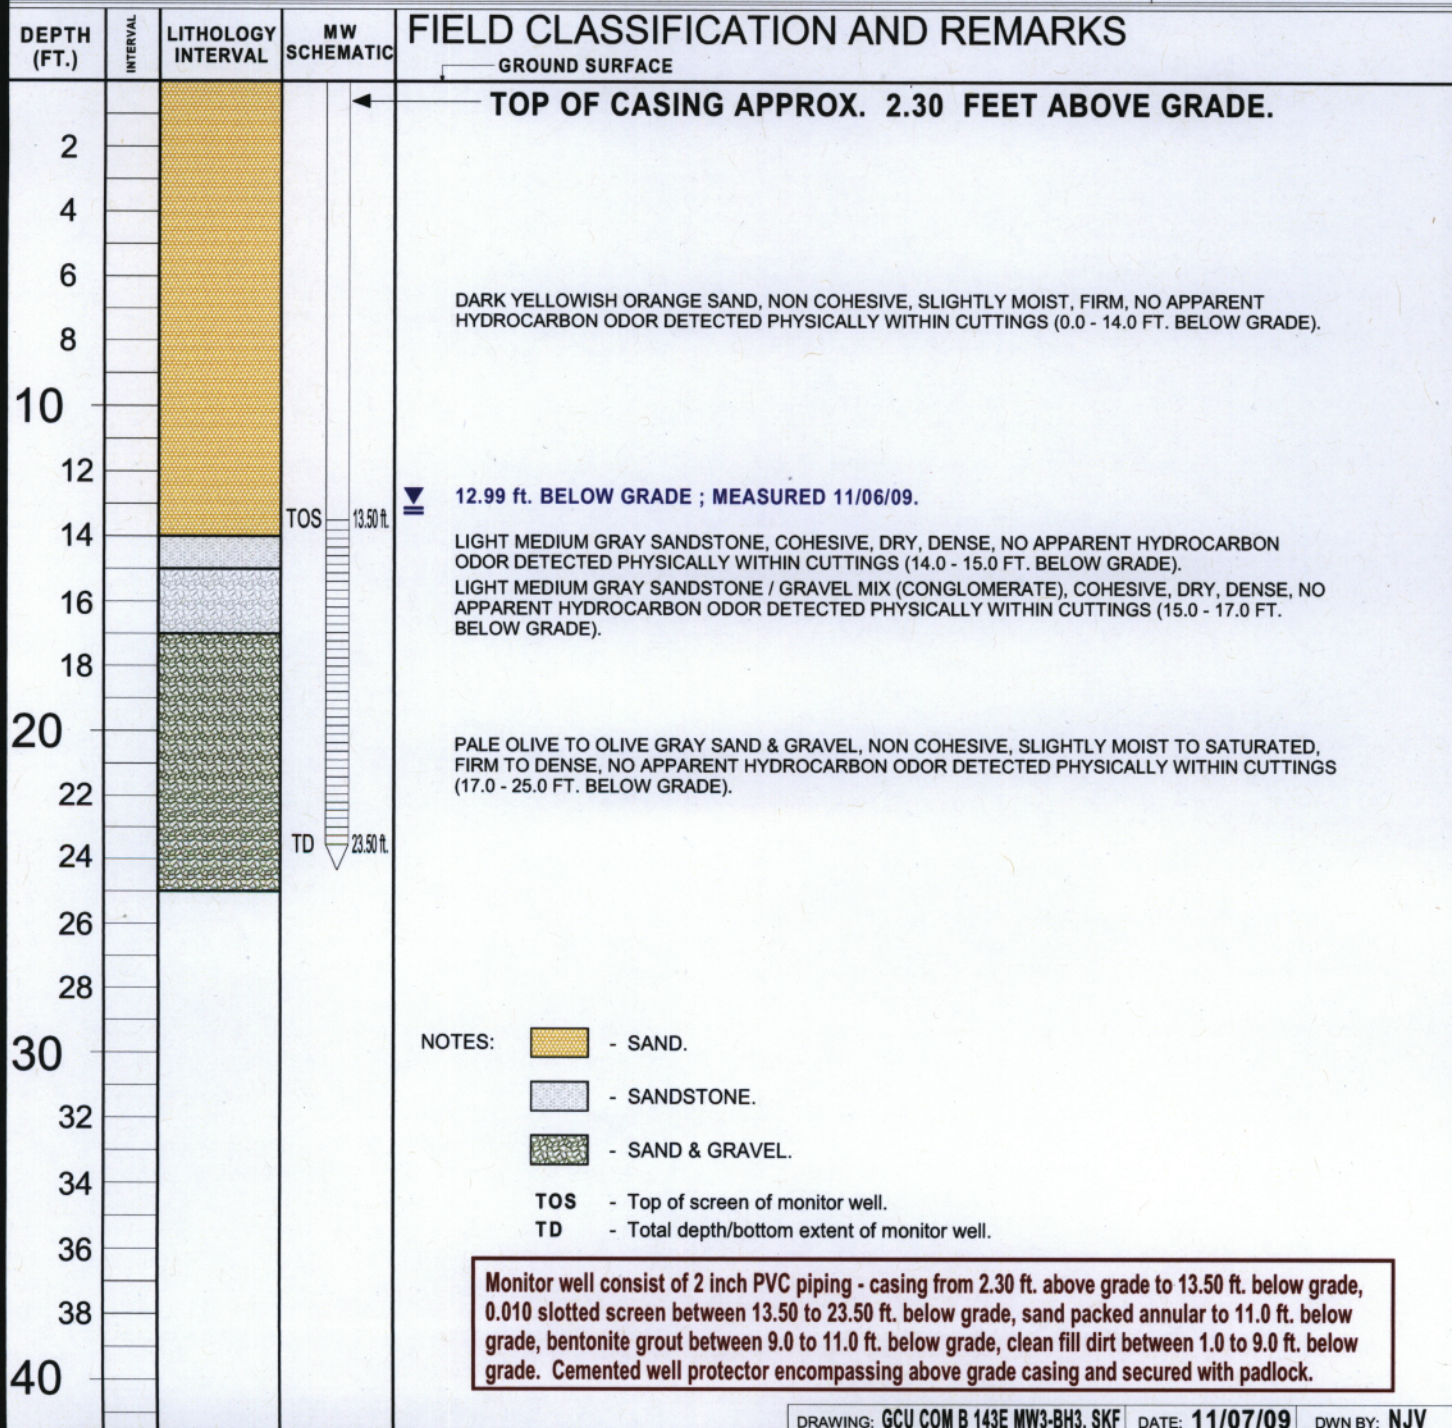 DEPTH (FT.)
INTERVAL
LITHOLOGY INTERVAL
MW SCHEMATIC
FIELD CLASSIFICATION AND REMARKS
GROUND SURFACE
TOP OF CASING APPROX. 2.30 FEET ABOVE GRADE.
2
4
6
DARK YELLOWISH ORANGE SAND, NON COHESIVE, SLIGHTLY MOIST, FIRM, NO APPARENT
HYDROCARBON ODOR DETECTED PHYSICALLY WITHIN CUTTINGS (0.0 - 14.0 FT. BELOW GRADE).
8
10
12
12.99 ft. BELOW GRADE ; MEASURED 11/06/09.
TOS 13.50 ft.
14
LIGHT MEDIUM GRAY SANDSTONE, COHESIVE, DRY, DENSE, NO APPARENT HYDROCARBON
ODOR DETECTED PHYSICALLY WITHIN CUTTINGS (14.0 - 15.0 FT. BELOW GRADE).
LIGHT MEDIUM GRAY SANDSTONE / GRAVEL MIX (CONGLOMERATE), COHESIVE, DRY, DENSE, NO
16
APPARENT HYDROCARBON ODOR DETECTED PHYSICALLY WITHIN CUTTINGS (15.0 - 17.0 FT.
BELOW GRADE).
18
20
PALE OLIVE TO OLIVE GRAY SAND & GRAVEL, NON COHESIVE, SLIGHTLY MOIST TO SATURATED,
FIRM TO DENSE, NO APPARENT HYDROCARBON ODOR DETECTED PHYSICALLY WITHIN CUTTINGS
(17.0 - 25.0 FT. BELOW GRADE).
22
TD 23.50 ft.
24
26
28
NOTES: - SAND.
30
- SANDSTONE.
32
- SAND & GRAVEL.
34
TOS - Top of screen of monitor well.
TD - Total depth/bottom extent of monitor well.
36
Monitor well consist of 2 inch PVC piping - casing from 2.30 ft. above grade to 13.50 ft. below grade,
0.010 slotted screen between 13.50 to 23.50 ft. below grade, sand packed annular to 11.0 ft. below
38
grade, bentonite grout between 9.0 to 11.0 ft. below grade, clean fill dirt between 1.0 to 9.0 ft. below
grade. Cemented well protector encompassing above grade casing and secured with padlock.
40
DRAWING: GCU COM B 143E MW3-BH3. SKF DATE: 11/07/09 DWN BY: NJV